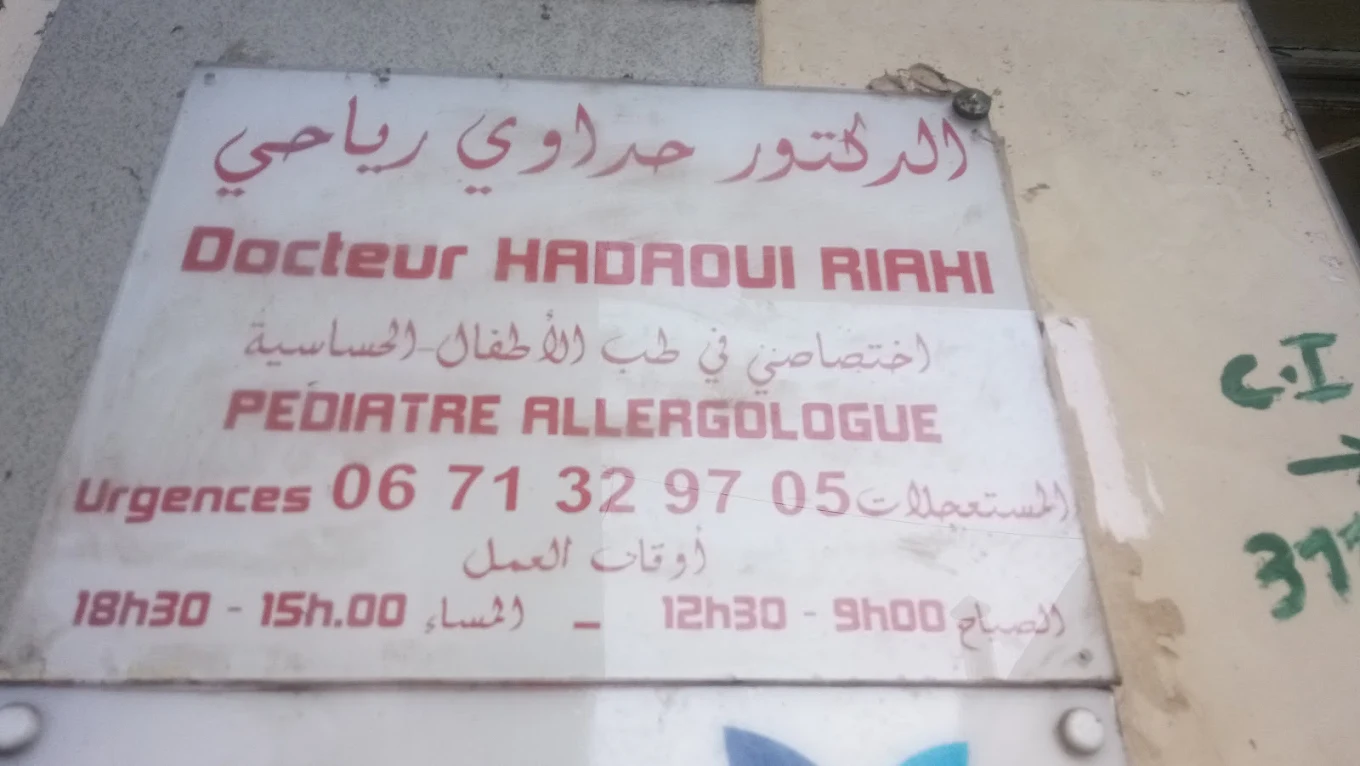 الدكتور حداوي رياحي
Docteur HADAOUI RIAHI
اختصاصي في طب الأطفال - الحساسية
PEDIATRE ALLERGOLOGUE
Urgences 06 71 32 97 05 المستعجلات
أوقات العمل
الصباح 9h00 - 12h30 – المساء 15h.00 - 18h30
C.I